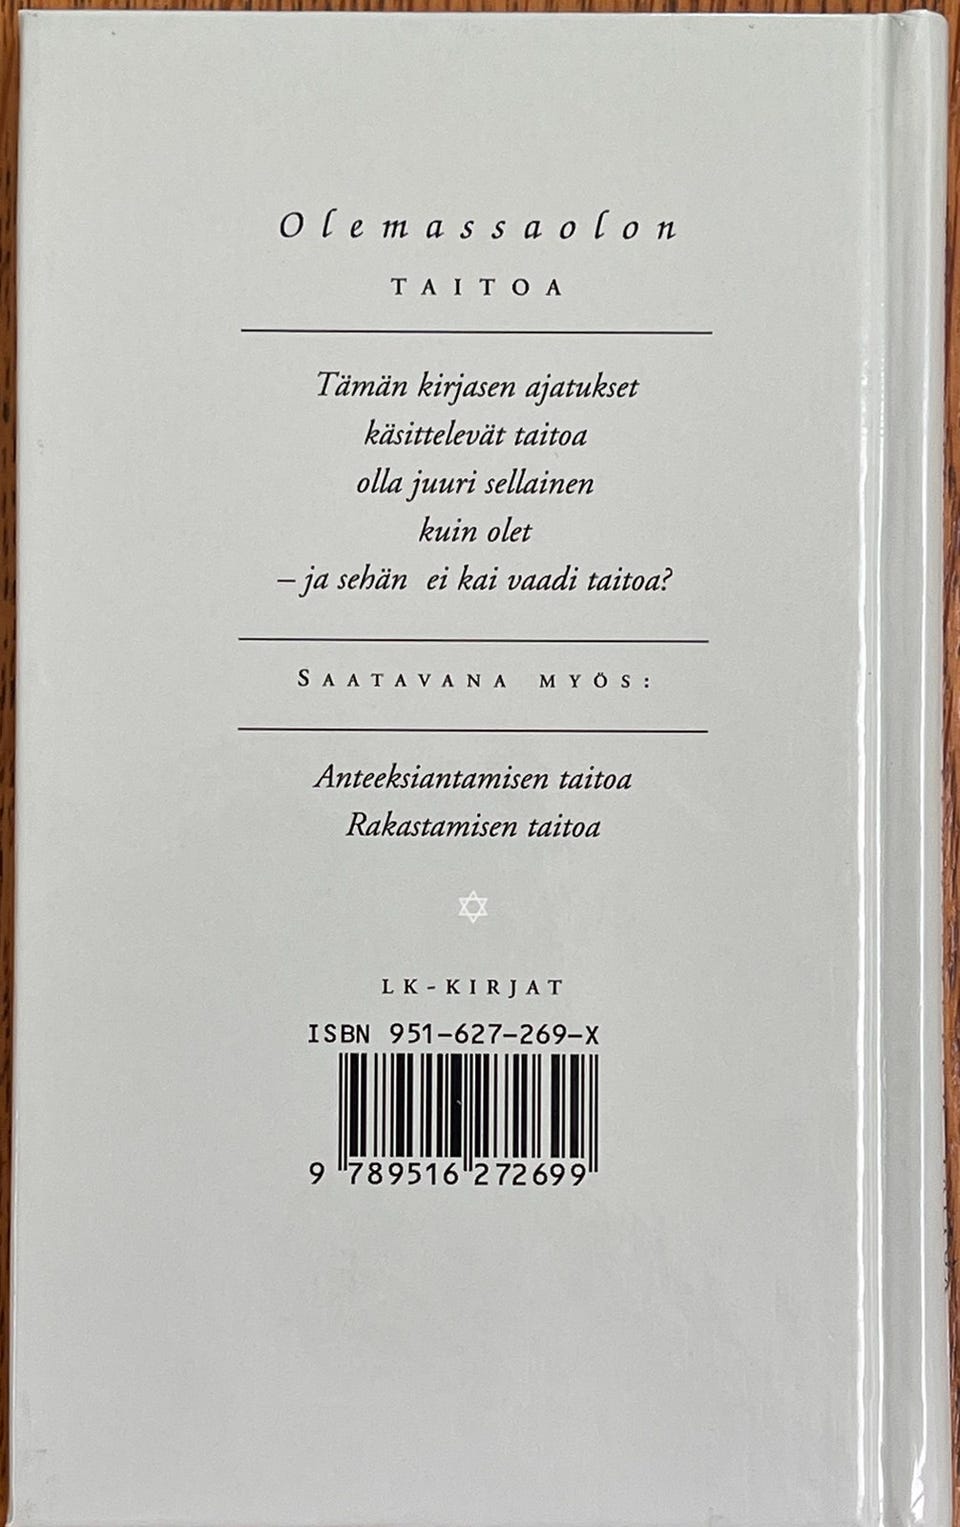 Olemassaolon
TAITOA
Tämän kirjasen ajatukset
käsittelevät taitoa
olla juuri sellainen
kuin olet
– ja sehän ei kai vaadi taitoa?
SAATAVANA MYÖS:
Anteeksiantamisen taitoa
Rakastamisen taitoa
LK-KIRJAT
ISBN 951-627-269-X
9 789516 272699